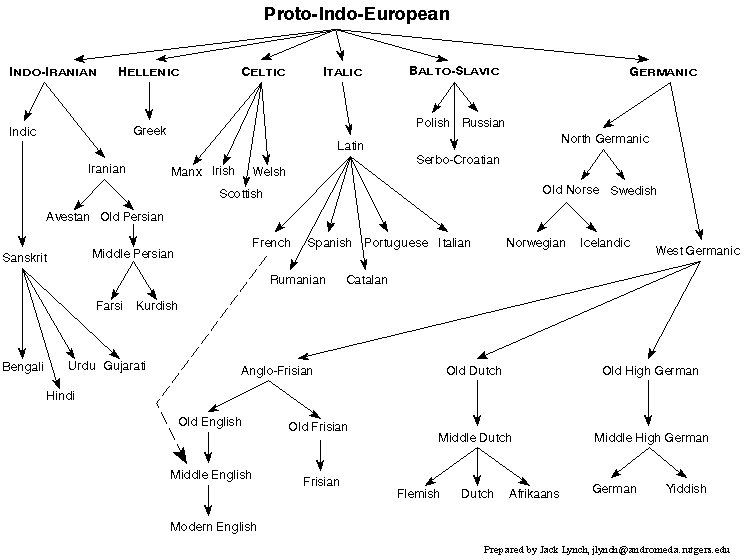 Proto-Indo-European
INDO-IRANIAN HELLENIC CELTIC ITALIC BALTO-SLAVIC GERMANIC
Indic Greek Polish Russian North Germanic
Latin
Serbo-Croatian
Iranian Manx Irish Welsh
Scottish
Old Norse Swedish
Avestan Old Persian
French Spanish Portuguese Italian Norwegian Icelandic
Sanskrit Middle Persian West Germanic
Rumanian Catalan
Farsi Kurdish
Bengali Urdu Gujarati Anglo-Frisian Old Dutch Old High German
Hindi
Old English Old Frisian
Middle Dutch Middle High German
Middle English Frisian
Flemish Dutch Afrikaans German Yiddish
Modern English
Prepared by Jack Lynch, jlynch@andromeda.rutgers.edu